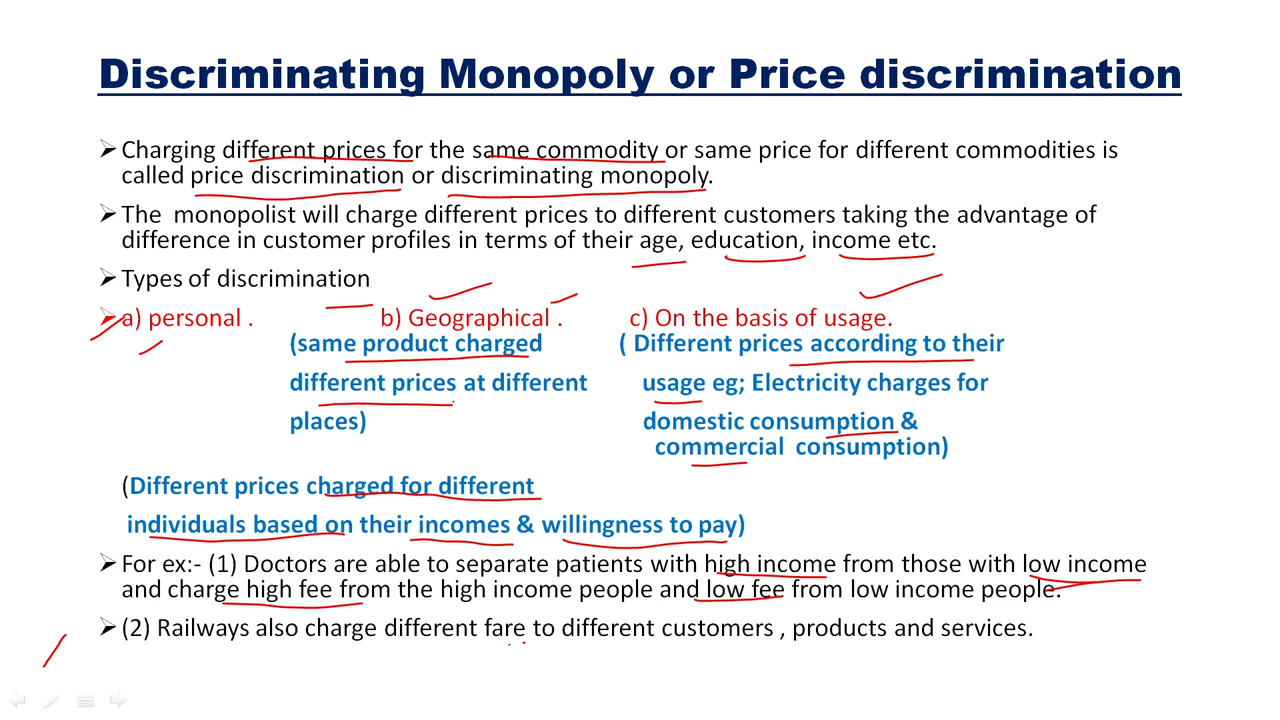 Discriminating Monopoly or Price discrimination
Charging different prices for the same commodity or same price for different commodities is
called price discrimination or discriminating monopoly.
The monopolist will charge different prices to different customers taking the advantage of
difference in customer profiles in terms of their age, education, income etc.
Types of discrimination
a) personal . b) Geographical . c) On the basis of usage.
(same product charged ( Different prices according to their
different prices at different usage eg; Electricity charges for
places) domestic consumption &
commercial consumption)
(Different prices charged for different
individuals based on their incomes & willingness to pay)
For ex:- (1) Doctors are able to separate patients with high income from those with low income
and charge high fee from the high income people and low fee from low income people.
(2) Railways also charge different fare to different customers , products and services.